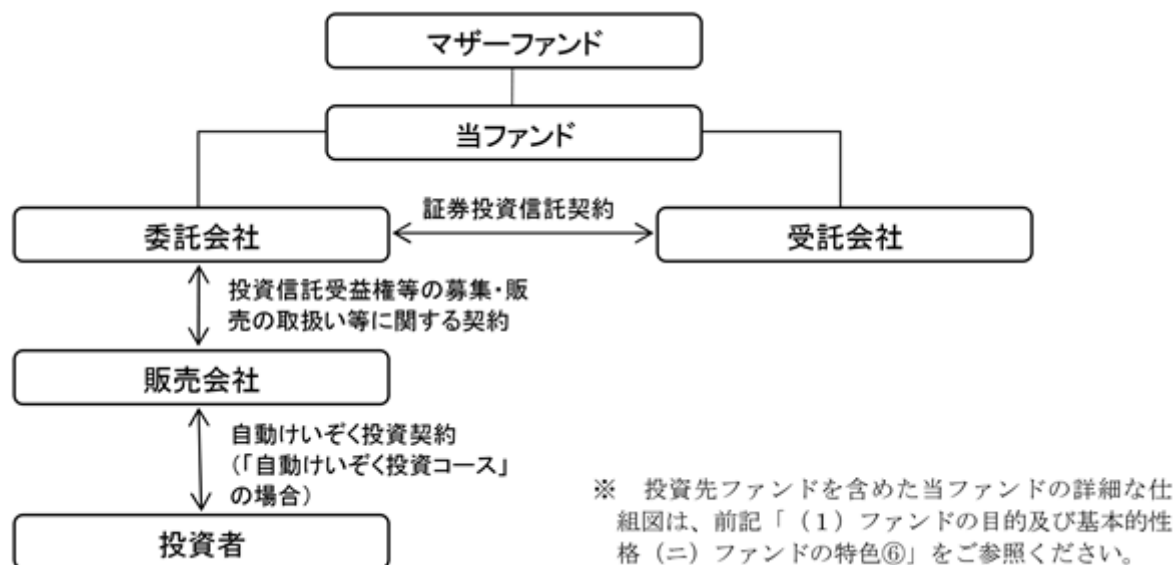 マザーファンド
当ファンド
証券投資信託契約
委託会社
受託会社
投資信託受益権等の募集・販
売の取扱い等に関する契約
販売会社
自動けいぞく投資契約
(「自動けいぞく投資コース」
の場合)
投資者
※ 投資先ファンドを含めた当ファンドの詳細な仕
組図は、前記「(1)ファンドの目的及び基本的性
格(ニ)ファンドの特色⑥」をご参照ください。